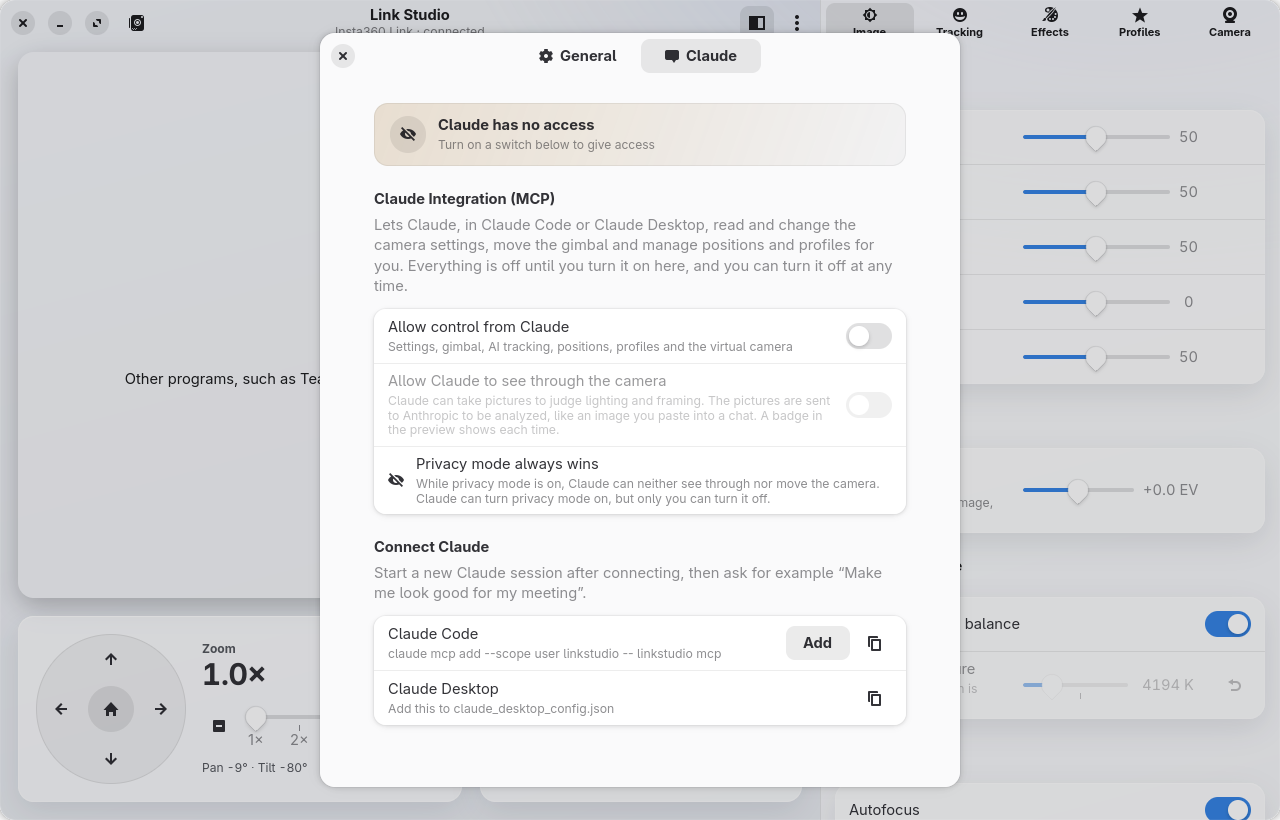 Link Studio
Insta360 Link · connected
Image
Tracking
Effects
Profiles
Camera
General
Claude
Claude has no access
Turn on a switch below to give access
Claude Integration (MCP)
Lets Claude, in Claude Code or Claude Desktop, read and change the
camera settings, move the gimbal and manage positions and profiles for
you. Everything is off until you turn it on here, and you can turn it off at any
time.
Allow control from Claude
Settings, gimbal, AI tracking, positions, profiles and the virtual camera
Allow Claude to see through the camera
Claude can take pictures to judge lighting and framing. The pictures are sent
to Anthropic to be analyzed, like an image you paste into a chat. A badge in
the preview shows each time.
Privacy mode always wins
While privacy mode is on, Claude can neither see through nor move the camera.
Claude can turn privacy mode on, but only you can turn it off.
Connect Claude
Start a new Claude session after connecting, then ask for example “Make
me look good for my meeting”.
Claude Code
claude mcp add --scope user linkstudio -- linkstudio mcp
Add
Claude Desktop
Add this to claude_desktop_config.json
Other programs, such as Tea
Zoom
1.0×
1×
2×
Pan -9° · Tilt -80°
50
50
50
0
50
+0.0 EV
mage,
balance
4194 K
Autofocus